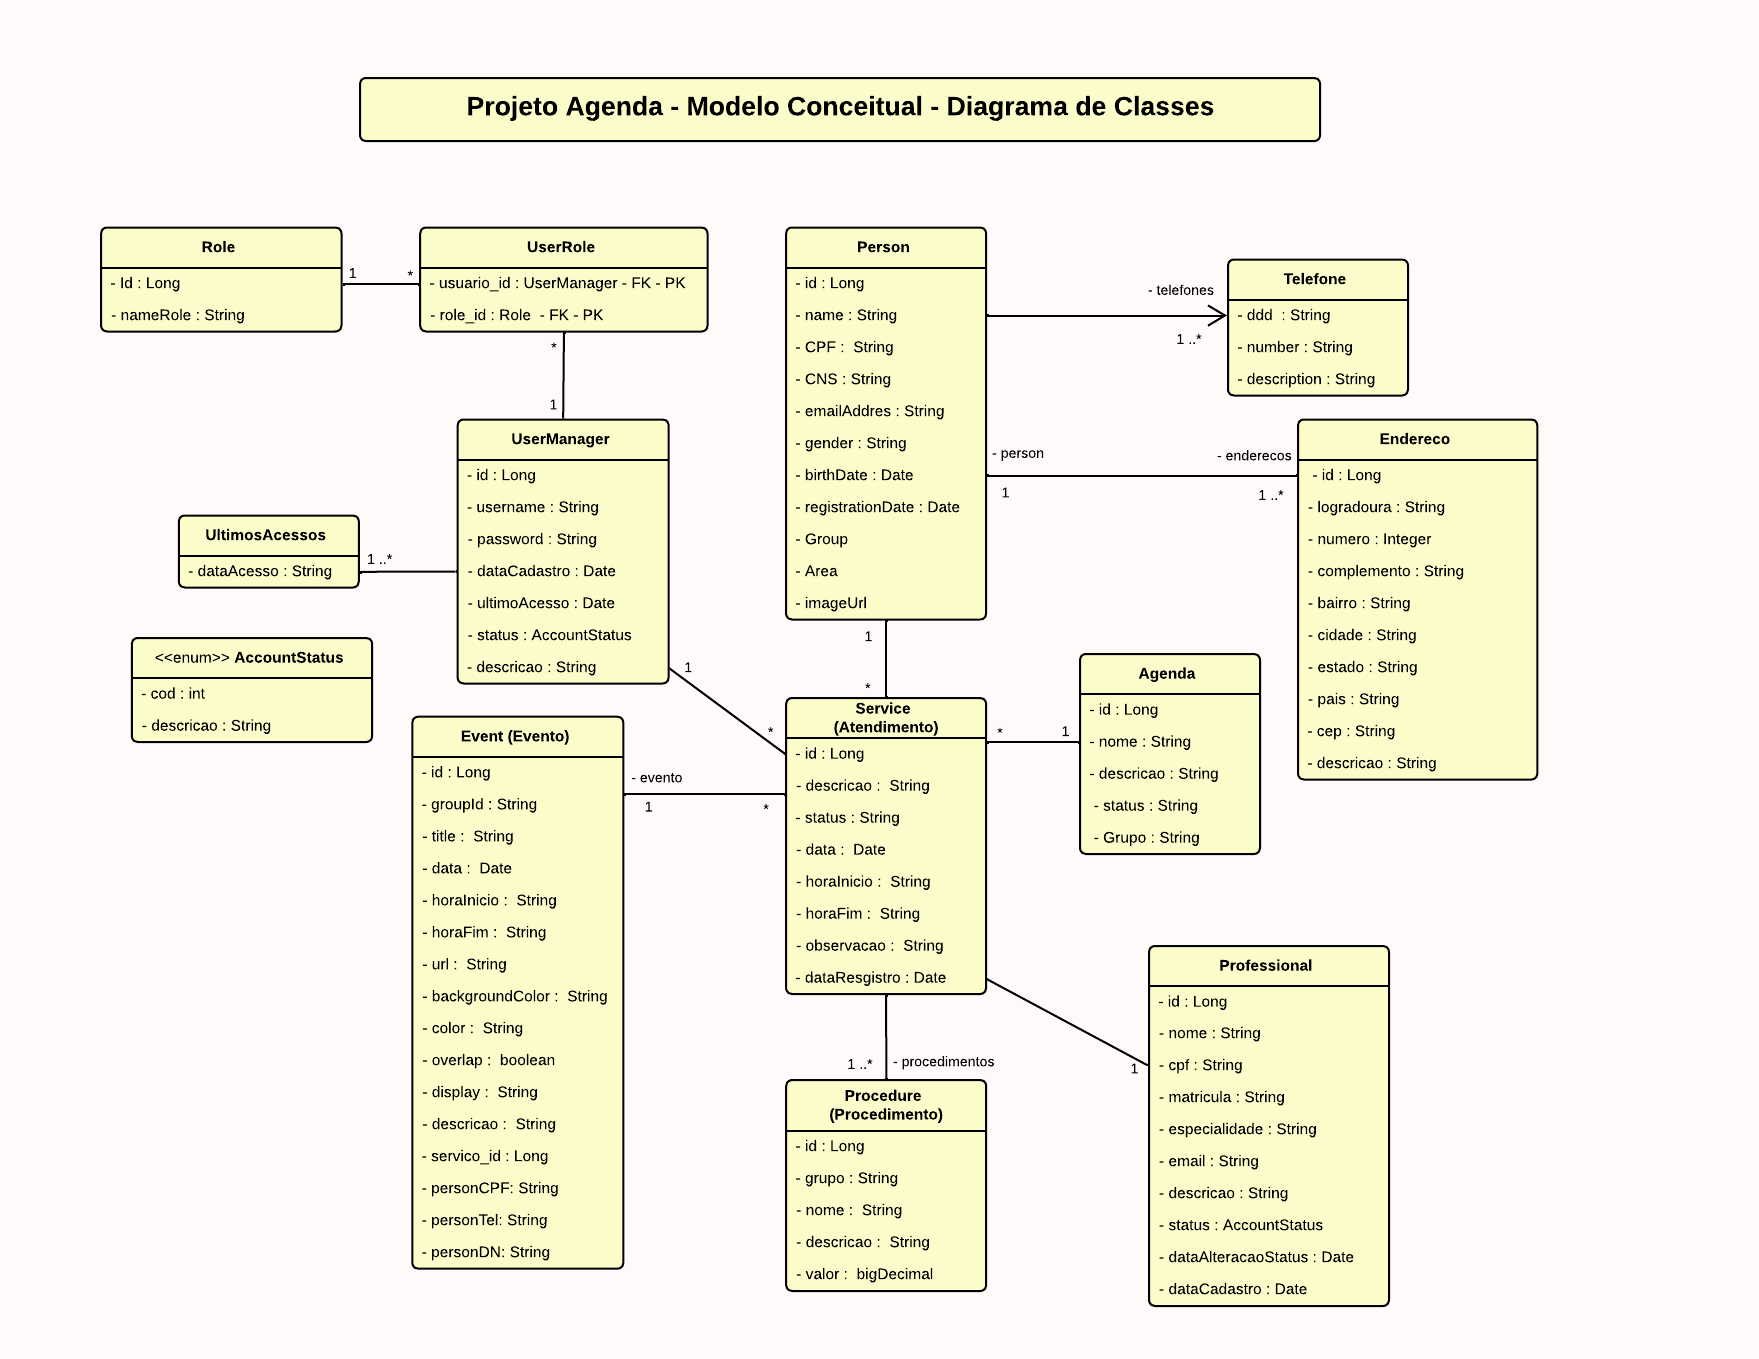 Projeto Agenda - Modelo Conceitual - Diagrama de Classes
Role
- Id : Long
- nameRole : String
1
*
UserRole
- usuario_id : UserManager - FK - PK
- role_id : Role - FK - PK
*
1
UserManager
- id : Long
- username : String
- password : String
- dataCadastro : Date
- ultimoAcesso : Date
- status : AccountStatus
- descricao : String
UltimosAcessos
- dataAcesso : String
1 ..*
<<enum>> AccountStatus
- cod : int
- descricao : String
1
*
Person
- id : Long
- name : String
- CPF : String
- CNS : String
- emailAddres : String
- gender : String
- birthDate : Date
- registrationDate : Date
- Group
- Area
- imageUrl
- telefones
1 ..*
Telefone
- ddd : String
- number : String
- description : String
- person
1
- enderecos
1 ..*
Endereco
- id : Long
- logradoura : String
- numero : Integer
- complemento : String
- bairro : String
- cidade : String
- estado : String
- pais : String
- cep : String
- descricao : String
1
*
Service
(Atendimento)
- id : Long
- descricao : String
- status : String
- data : Date
- horaInicio : String
- horaFim : String
- observacao : String
- dataResgistro : Date
*
1
Agenda
- id : Long
- nome : String
- descricao : String
- status : String
- Grupo : String
Event (Evento)
- id : Long
- groupId : String
- title : String
- data : Date
- horaInicio : String
- horaFim : String
- url : String
- backgroundColor : String
- color : String
- overlap : boolean
- display : String
- descricao : String
- servico_id : Long
- personCPF: String
- personTel: String
- personDN: String
- evento
1
*
1 ..*
- procedimentos
Procedure
(Procedimento)
- id : Long
- grupo : String
- nome : String
- descricao : String
- valor : bigDecimal
1
Professional
- id : Long
- nome : String
- cpf : String
- matricula : String
- especialidade : String
- email : String
- descricao : String
- status : AccountStatus
- dataAlteracaoStatus : Date
- dataCadastro : Date